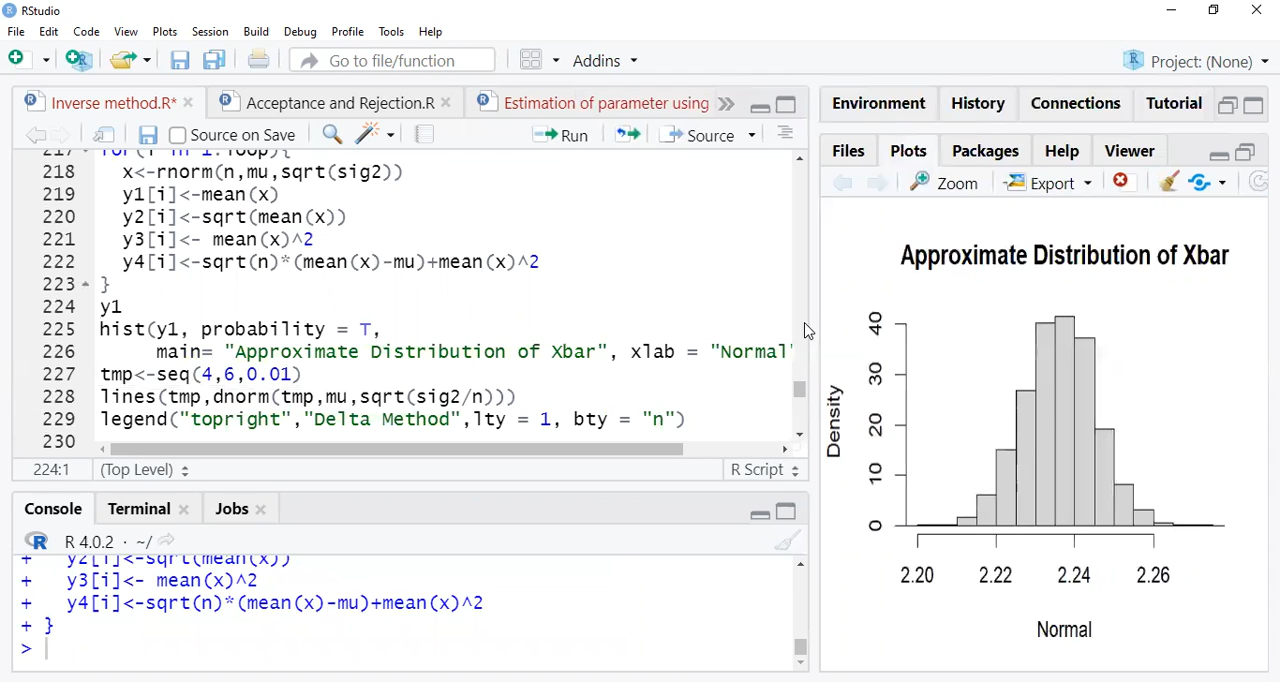 RStudio
File Edit Code View Plots Session Build Debug Profile Tools Help
Go to file/function Addins Project: (None)
Inverse method.R* Acceptance and Rejection.R Estimation of parameter using
Source on Save Run Source
218 x<-rnorm(n,mu,sqrt(sig2))
219 y1[i]<-mean(x)
220 y2[i]<-sqrt(mean(x))
221 y3[i]<- mean(x)^2
222 y4[i]<-sqrt(n)*(mean(x)-mu)+mean(x)^2
223 }
224 y1
225 hist(y1, probability = T,
226 main= "Approximate Distribution of Xbar", xlab = "Normal"
227 tmp<-seq(4,6,0.01)
228 lines(tmp,dnorm(tmp,mu,sqrt(sig2/n)))
229 legend("topright","Delta Method",lty = 1, bty = "n")
230
224:1 (Top Level) R Script
Console Terminal Jobs
R 4.0.2 · ~/
+ y2[i]<-sqrt(mean(x))
+ y3[i]<- mean(x)^2
+ y4[i]<-sqrt(n)*(mean(x)-mu)+mean(x)^2
+ }
>
Environment History Connections Tutorial
Files Plots Packages Help Viewer
Zoom Export
Approximate Distribution of Xbar
Density
40
30
20
10
0
2.20 2.22 2.24 2.26
Normal